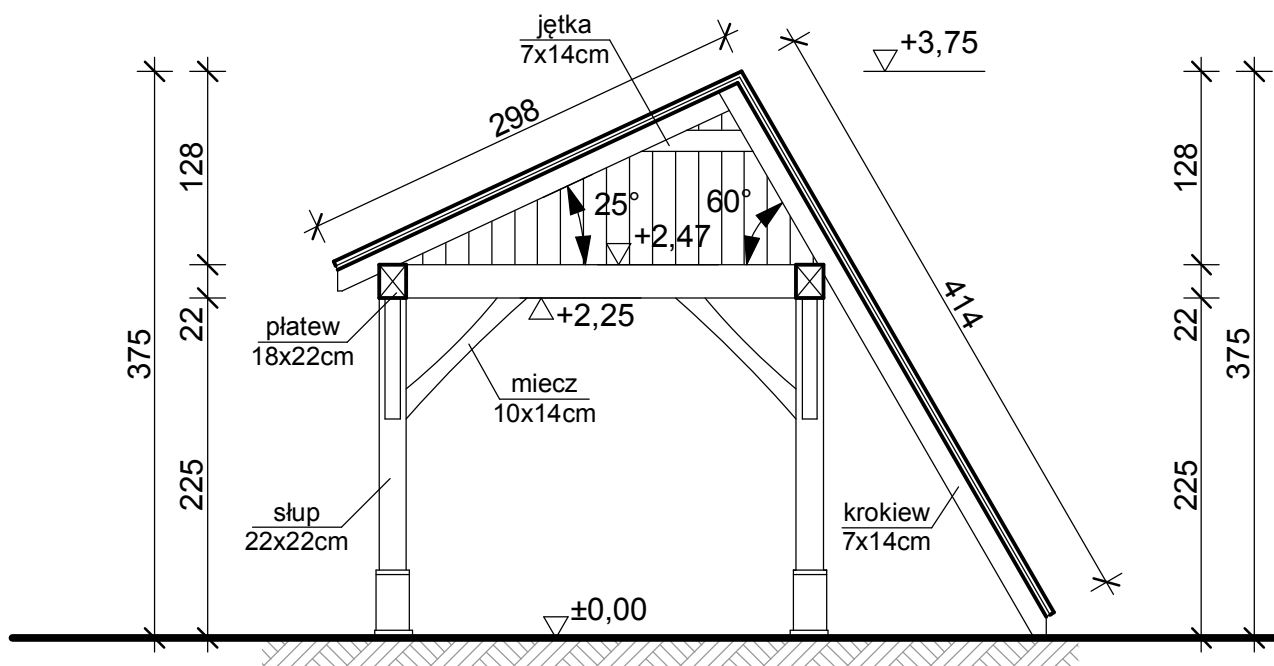 jętka
7x14cm
+3,75
298
414
128
22
225
375
25°
60°
+2,47
+2,25
płatew
18x22cm
miecz
10x14cm
słup
22x22cm
krokiew
7x14cm
±0,00
128
22
225
375